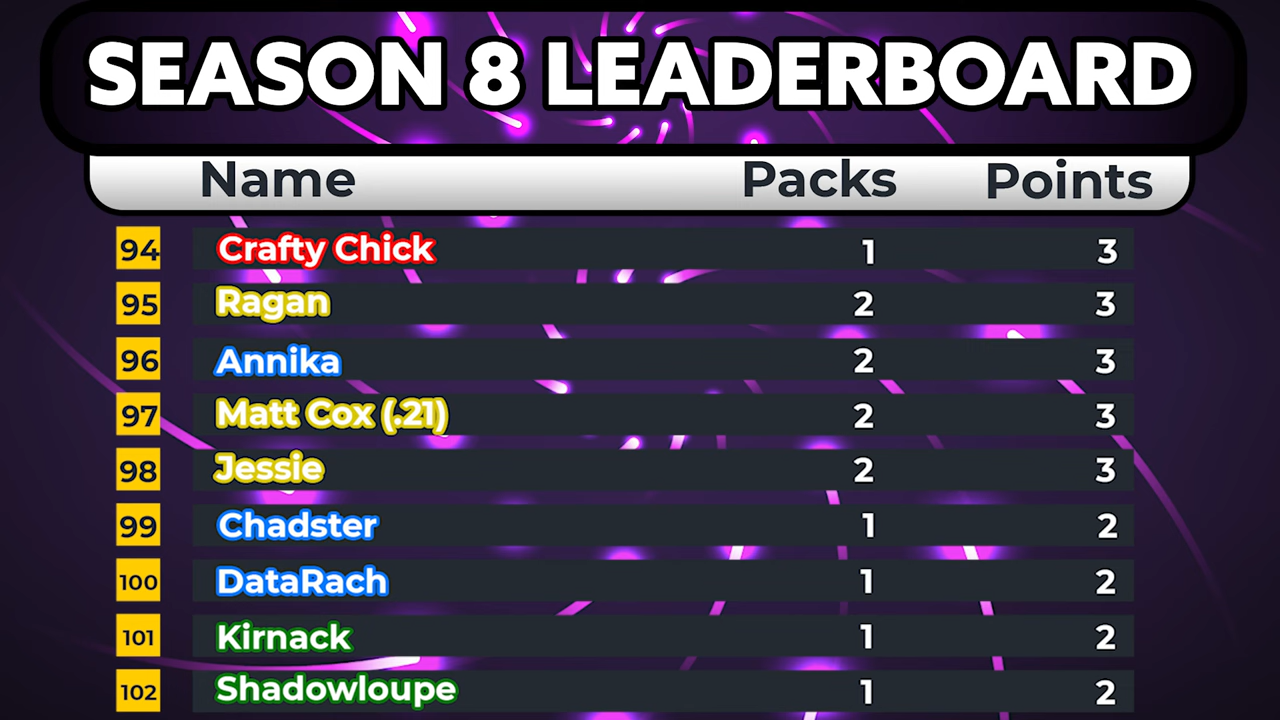 SEASON 8 LEADERBOARD
Name Packs Points
94 Crafty Chick 1 3
95 Ragan 2 3
96 Annika 2 3
97 Matt Cox (.21) 2 3
98 Jessie 2 3
99 Chadster 1 2
100 DataRach 1 2
101 Kirnack 1 2
102 Shadowloupe 1 2